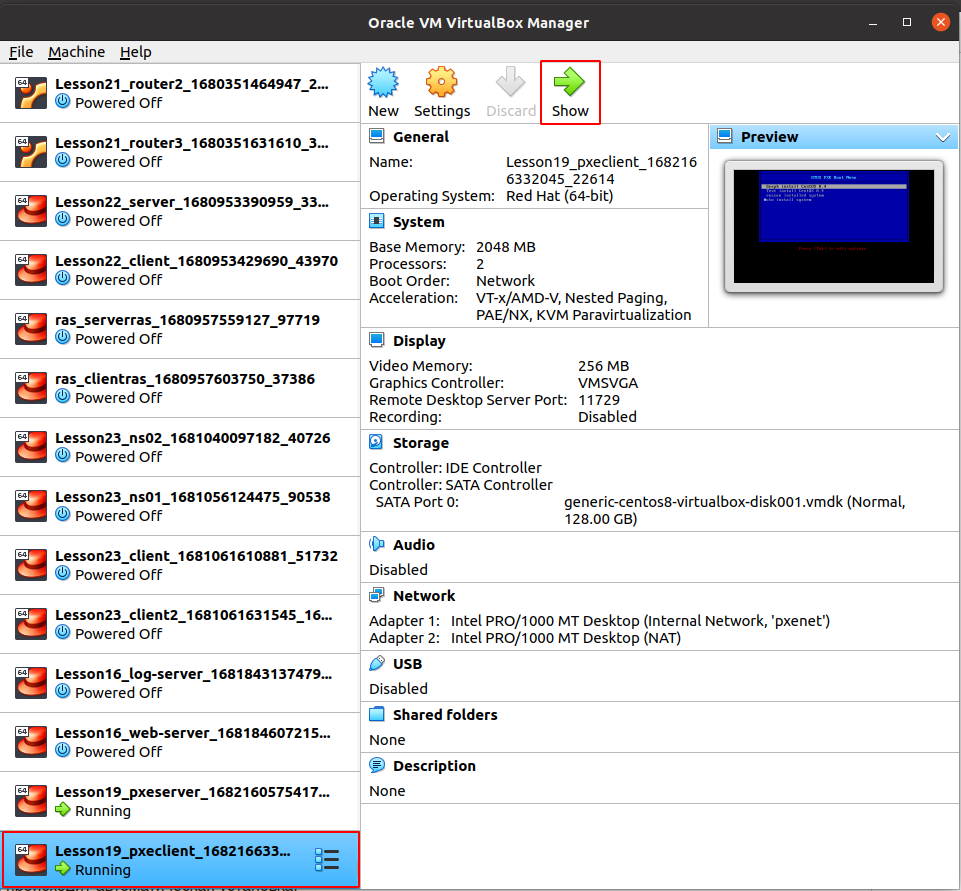 Oracle VM VirtualBox Manager
File Machine Help
Lesson21_router2_1680351464947_2...
Powered Off
Lesson21_router3_1680351631610_3...
Powered Off
Lesson22_server_1680953390959_33...
Powered Off
Lesson22_client_1680953429690_43970
Powered Off
ras_serverras_1680957559127_97719
Powered Off
ras_clientras_1680957603750_37386
Powered Off
Lesson23_ns02_1681040097182_40726
Powered Off
Lesson23_ns01_1681056124475_90538
Powered Off
Lesson23_client_1681061610881_51732
Powered Off
Lesson23_client2_1681061631545_16...
Powered Off
Lesson16_log-server_1681843137479...
Powered Off
Lesson16_web-server_168184607215...
Powered Off
Lesson19_pxeserver_1682160575417...
Running
Lesson19_pxeclient_168216633...
Running
New Settings Discard Show
General
Name: Lesson19_pxeclient_168216
6332045_22614
Operating System: Red Hat (64-bit)
System
Base Memory: 2048 MB
Processors: 2
Boot Order: Network
Acceleration: VT-x/AMD-V, Nested Paging,
PAE/NX, KVM Paravirtualization
Preview
Display
Video Memory: 256 MB
Graphics Controller: VMSVGA
Remote Desktop Server Port: 11729
Recording: Disabled
Storage
Controller: IDE Controller
Controller: SATA Controller
SATA Port 0: generic-centos8-virtualbox-disk001.vmdk (Normal,
128.00 GB)
Audio
Disabled
Network
Adapter 1: Intel PRO/1000 MT Desktop (Internal Network, 'pxenet')
Adapter 2: Intel PRO/1000 MT Desktop (NAT)
USB
Disabled
Shared folders
None
Description
None